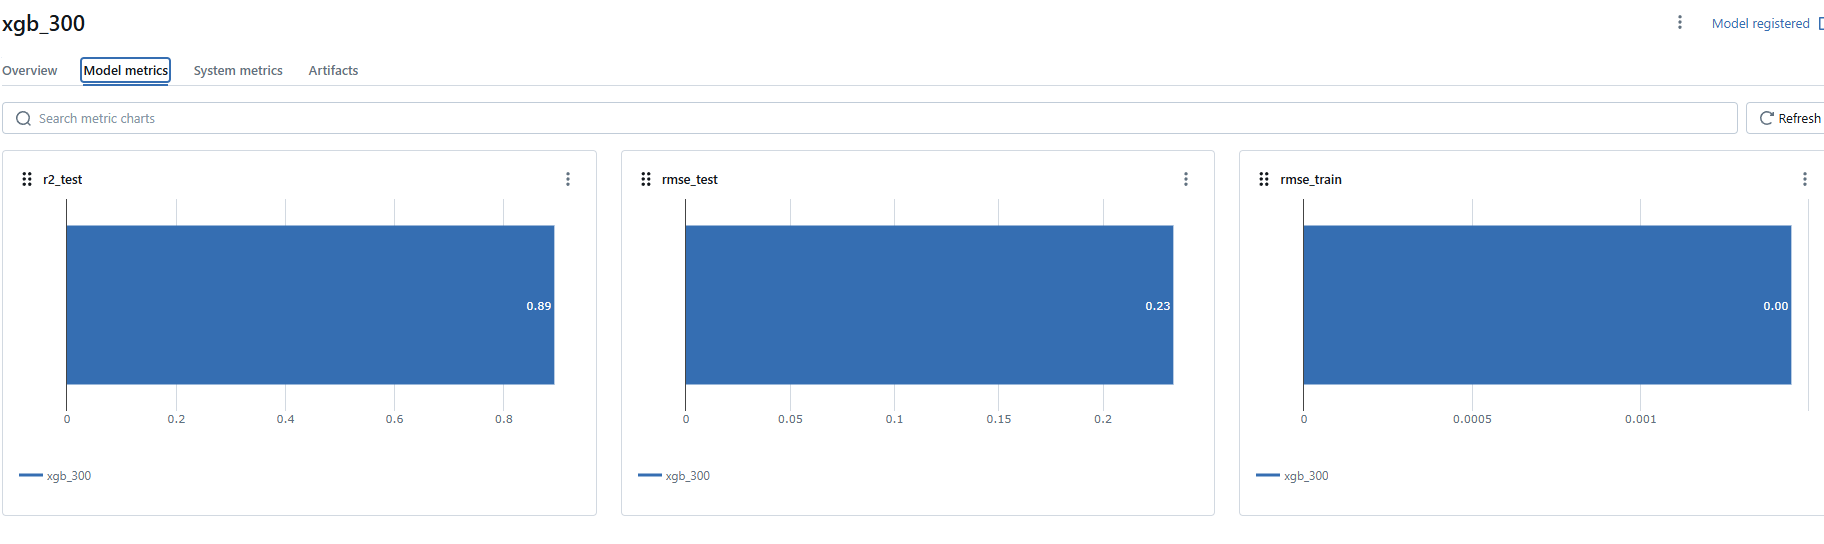 xgb_300
Model registered
Overview Model metrics System metrics Artifacts
Search metric charts
Refresh
r2_test
0.89
0 0.2 0.4 0.6 0.8
xgb_300
rmse_test
0.23
0 0.05 0.1 0.15 0.2
xgb_300
rmse_train
0.00
0 0.0005 0.001
xgb_300